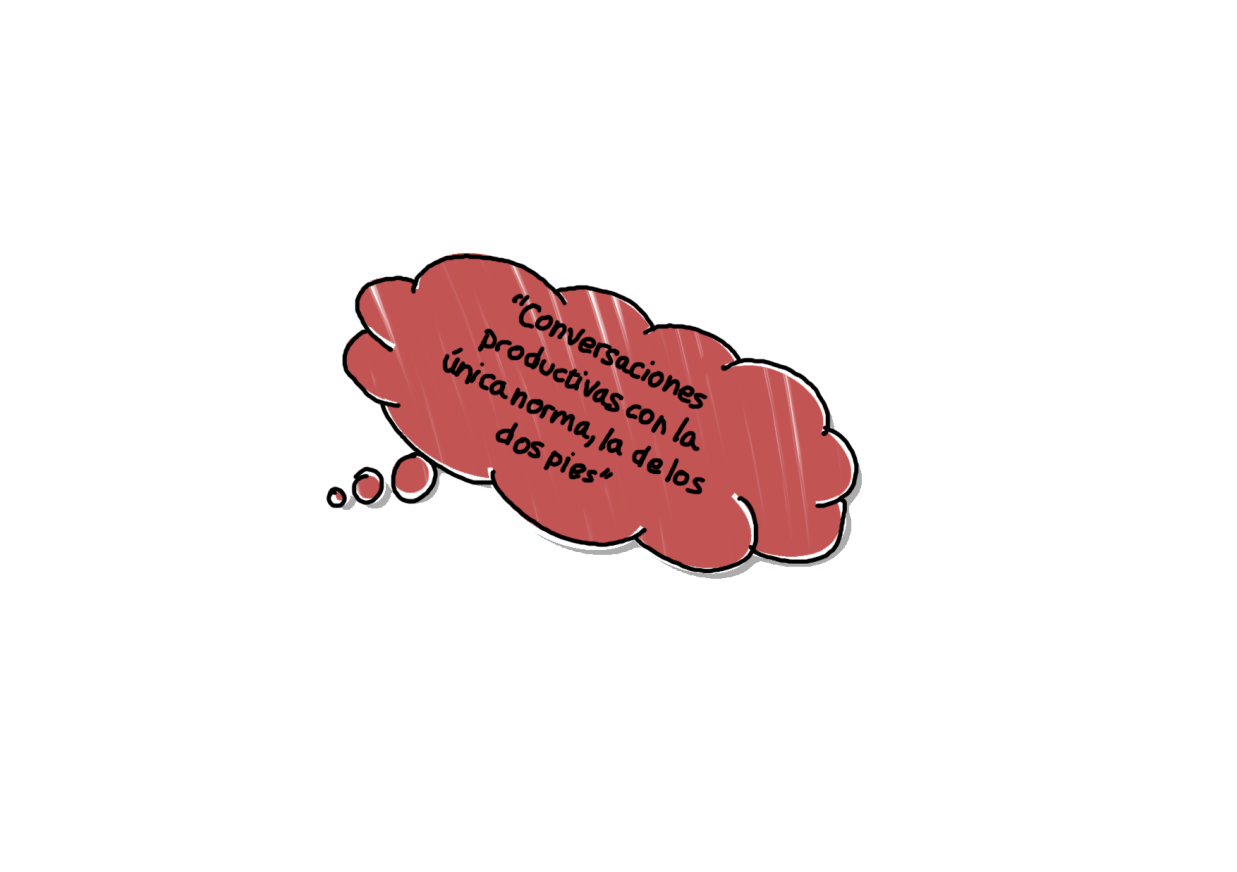 “Conversaciones
productivas con la
única norma, la de los
dos pies”